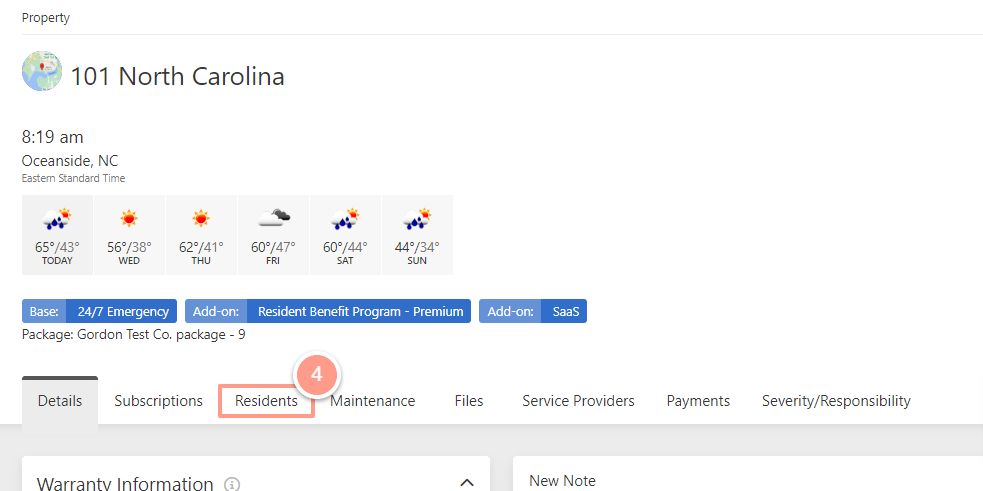 Property
101 North Carolina
8:19 am
Oceanside, NC
Eastern Standard Time
65°/43° 56°/38° 62°/41° 60°/47° 60°/44° 44°/34°
TODAY WED THU FRI SAT SUN
Base: 24/7 Emergency Add-on: Resident Benefit Program - Premium Add-on: SaaS
Package: Gordon Test Co. package - 9
4
Details Subscriptions Residents Maintenance Files Service Providers Payments Severity/Responsibility
Warranty Information New Note